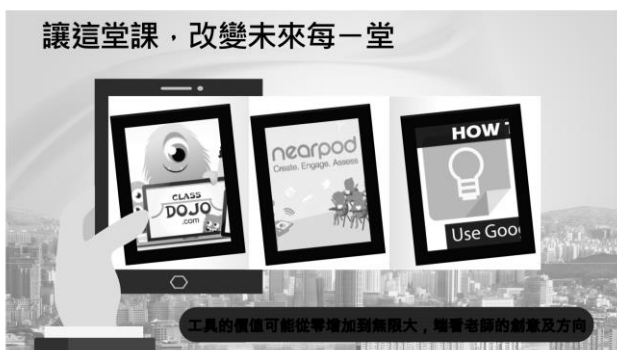 讓這堂課，改變未來每一堂
CLASS
DOJO
.com
nearpod
Create. Engage. Assess
HOW
Use Goo
工具的價值可能從零增加到無限大，端看老師的創意及方向